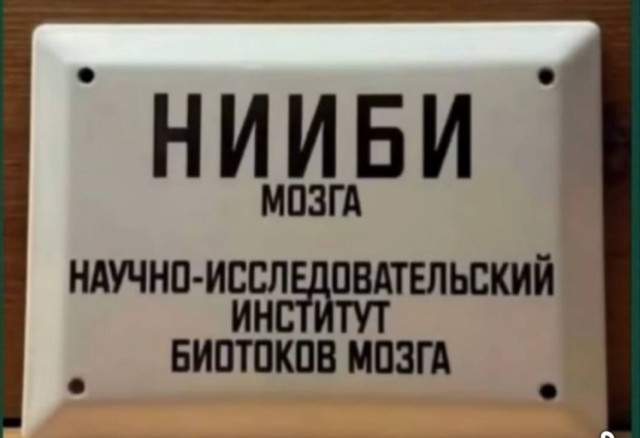 НИИБИ
МОЗГА
НАУЧНО-ИССЛЕДОВАТЕЛЬСКИЙ
ИНСТИТУТ
БИОТОКОВ МОЗГА